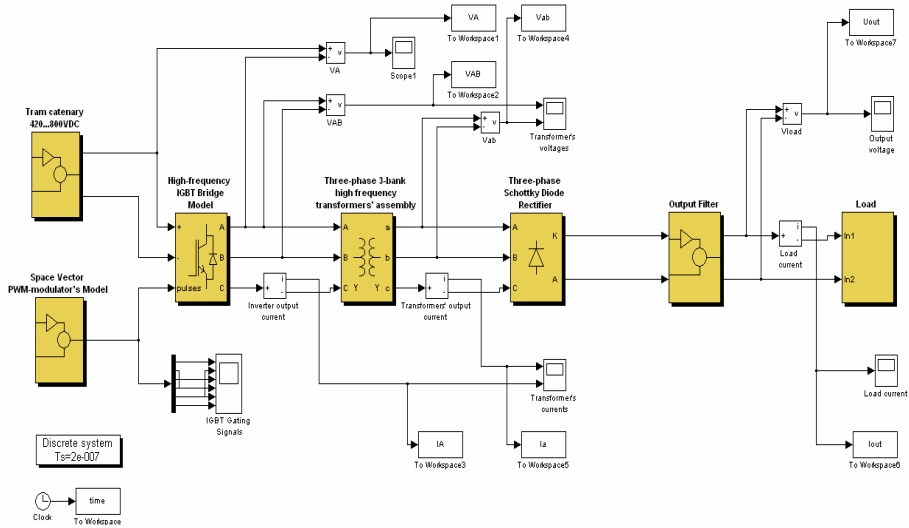 VA
To Workspace1
Vab
To Workspace4
Uout
To Workspace7
+
-
v
VA
Scope1
VAB
To Workspace2
Tram catenary
420...800VDC
+
-
v
VAB
Transformer's
voltages
+
-
v
Vab
+
-
v
Vload
Output
voltage
High-frequency
IGBT Bridge
Model
Three-phase 3-bank
high frequency
transformers' assembly
Three-phase
Schottky Diode
Rectifier
Output Filter
Load
+
-
pulses
A
B
C
A
B
C
Y
a
b
c
Y
A
B
C
K
A
+
i
-
Load
current
In1
In2
Space Vector
PWM-modulator's Model
+
i
-
Inverter output
current
+
i
-
Transformers' output
current
IGBT Gating
Signals
Transformer's
currents
Load current
Discrete system
Ts=2e-007
IA
To Workspace3
Ia
To Workspace5
Iout
To Workspace6
Clock
time
To Workspace